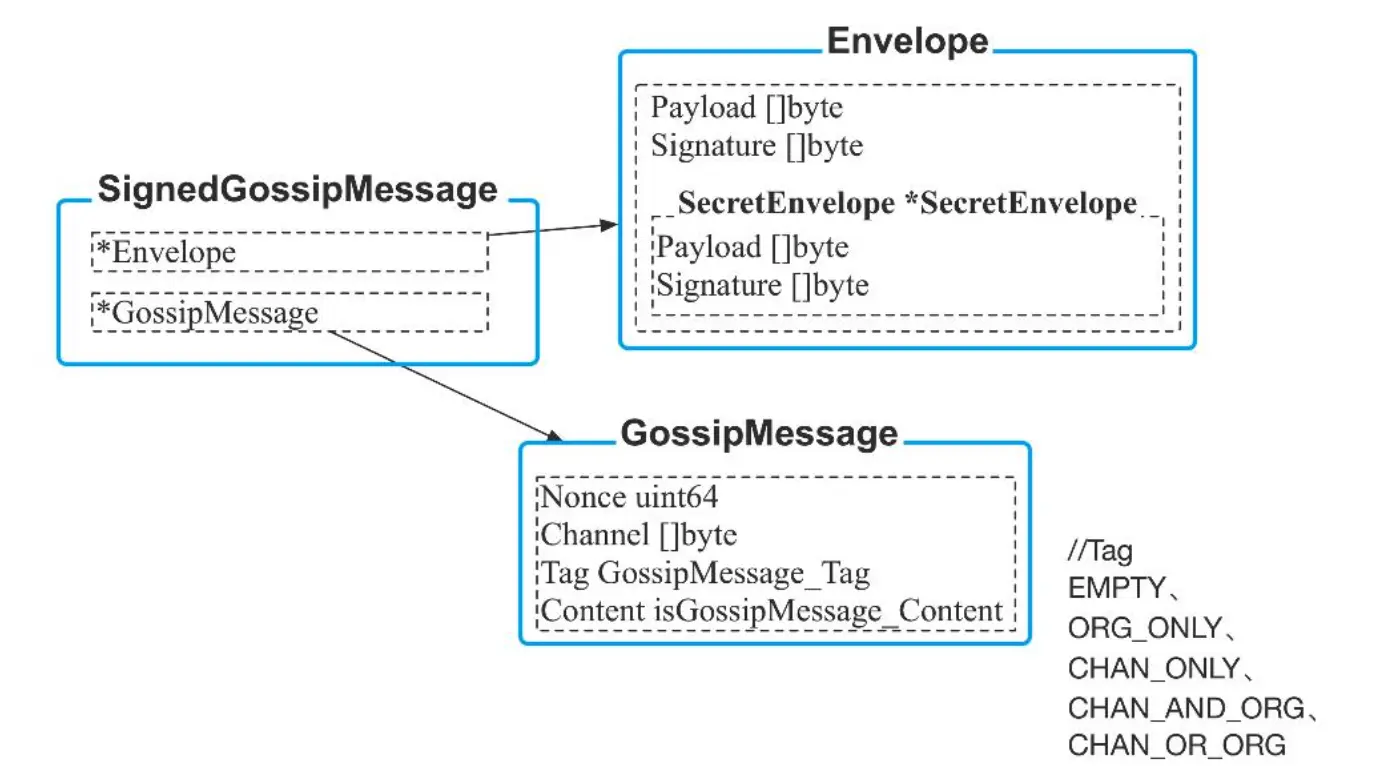 Envelope
Payload []byte
Signature []byte
SecretEnvelope *SecretEnvelope
Payload []byte
Signature []byte
SignedGossipMessage
*Envelope
*GossipMessage
GossipMessage
Nonce uint64
Channel []byte
Tag GossipMessage_Tag
Content isGossipMessage_Content
//Tag
EMPTY、
ORG_ONLY、
CHAN_ONLY、
CHAN_AND_ORG、
CHAN_OR_ORG